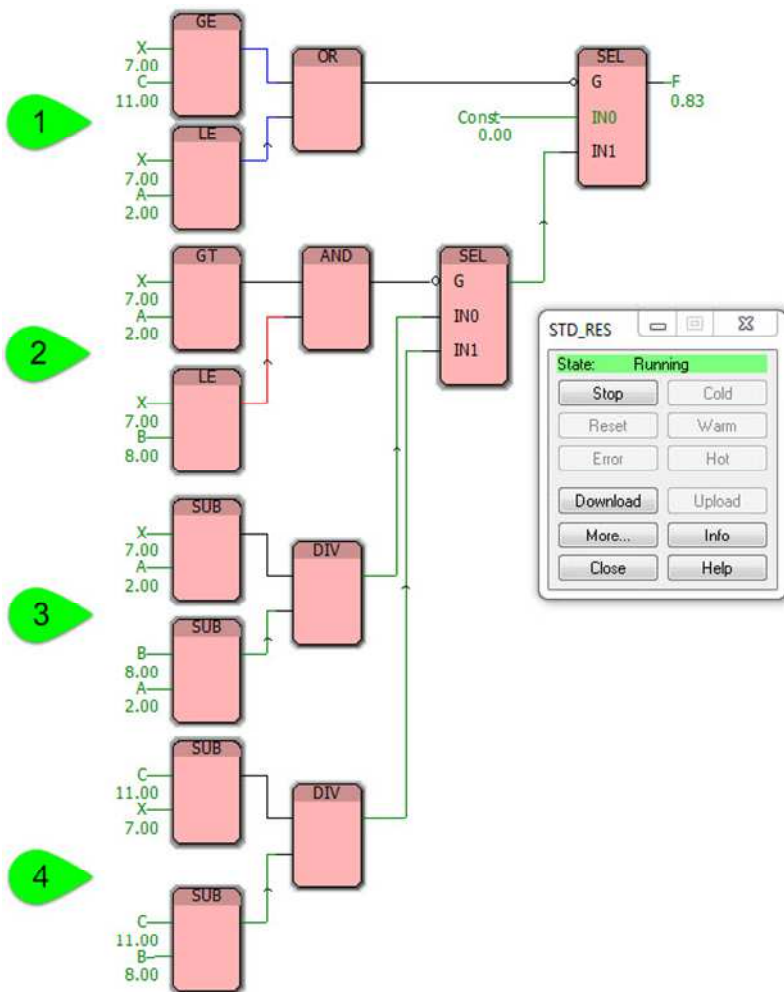 GE
X
7.00
C
11.00
OR
SEL
G
F
0.83
Const
0.00
IN0
IN1
1
LE
X
7.00
A
2.00
GT
X
7.00
A
2.00
AND
SEL
G
IN0
IN1
2
LE
X
7.00
B
8.00
STD_RES
State: Running
Stop Cold
Reset Warm
Error Hot
Download Upload
More... Info
Close Help
SUB
X
7.00
A
2.00
DIV
3
SUB
B
8.00
A
2.00
SUB
C
11.00
X
7.00
DIV
4
SUB
C
11.00
B
8.00